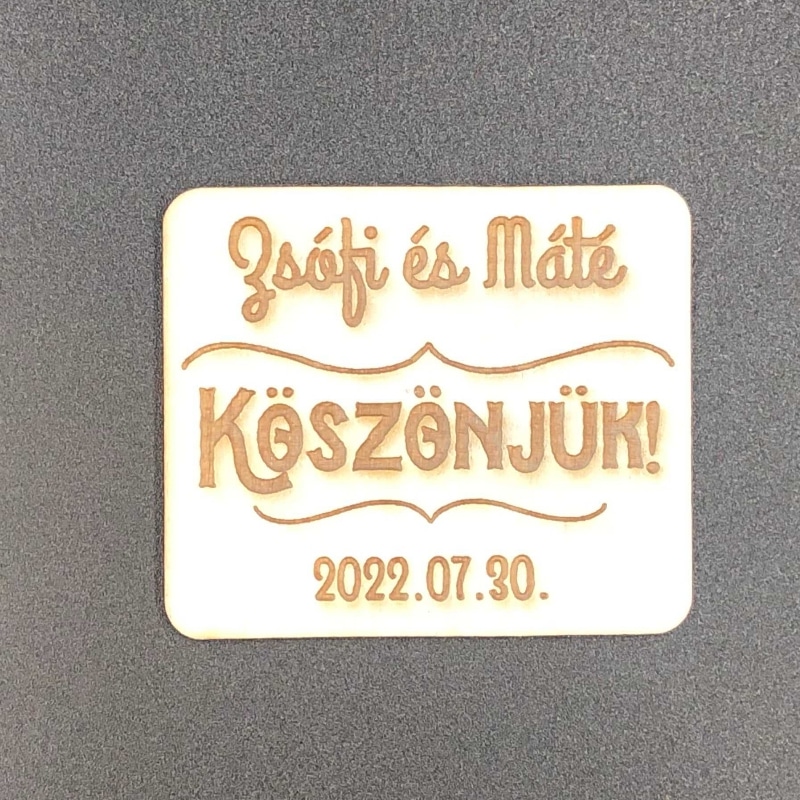 Zsófi és Máté
KÖSZÖNJÜK!
2022.07.30.